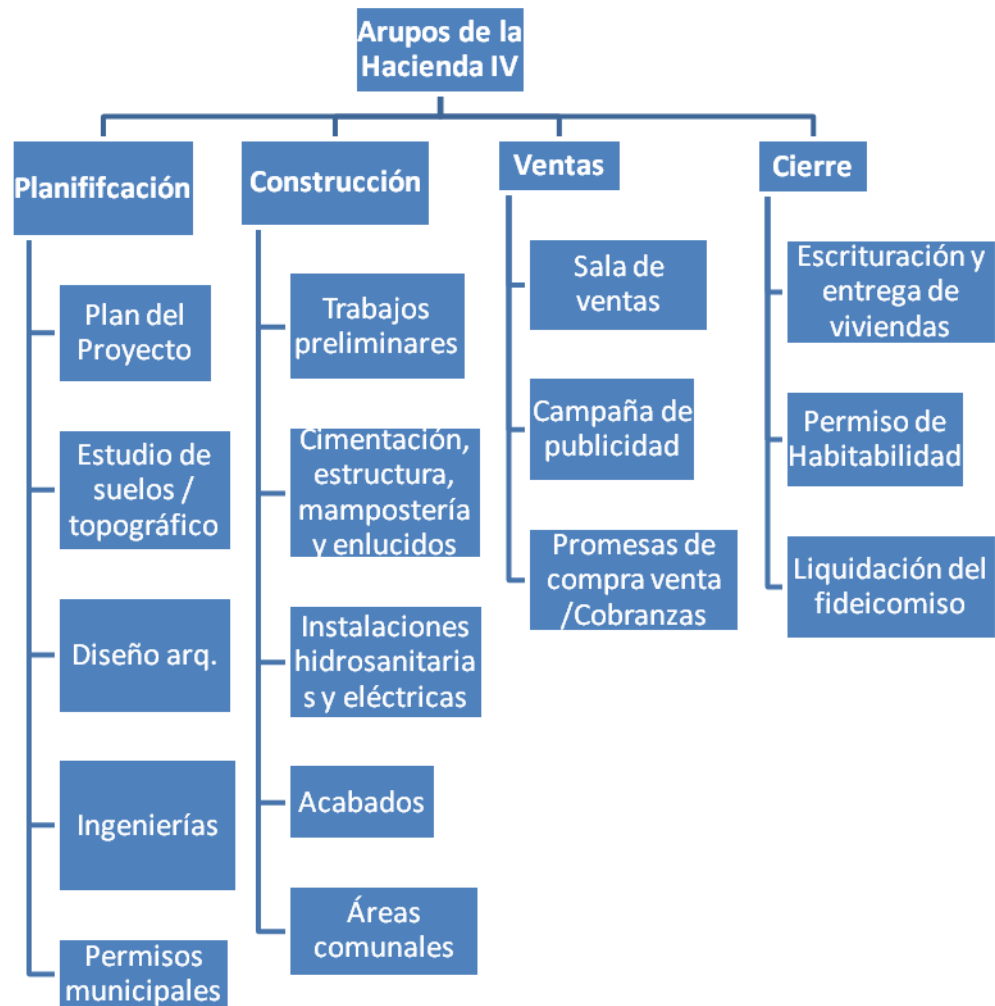 Arupos de la
Hacienda IV
Planififcación
Plan del
Proyecto
Estudio de
suelos /
topográfico
Diseño arq.
Ingenierías
Permisos
municipales
Construcción
Trabajos
preliminares
Cimentación,
estructura,
mampostería
y enlucidos
Instalaciones
hidrosanitaria
s y eléctricas
Acabados
Áreas
comunales
Ventas
Sala de
ventas
Campaña de
publicidad
Promesas de
compra venta
/Cobranzas
Cierre
Escrituración y
entrega de
viviendas
Permiso de
Habitabilidad
Liquidación del
fideicomiso